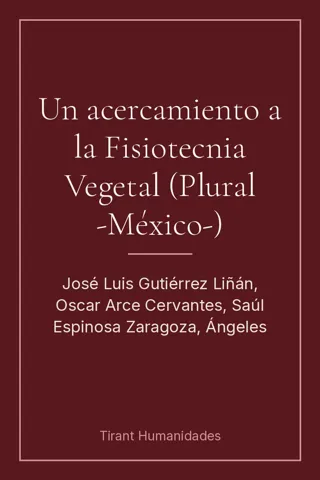 Un acercamiento a
la Fisiotecnia
Vegetal (Plural
-México-)
José Luis Gutiérrez Liñán,
Oscar Arce Cervantes, Saúl
Espinosa Zaragoza, Ángeles
Tirant Humanidades